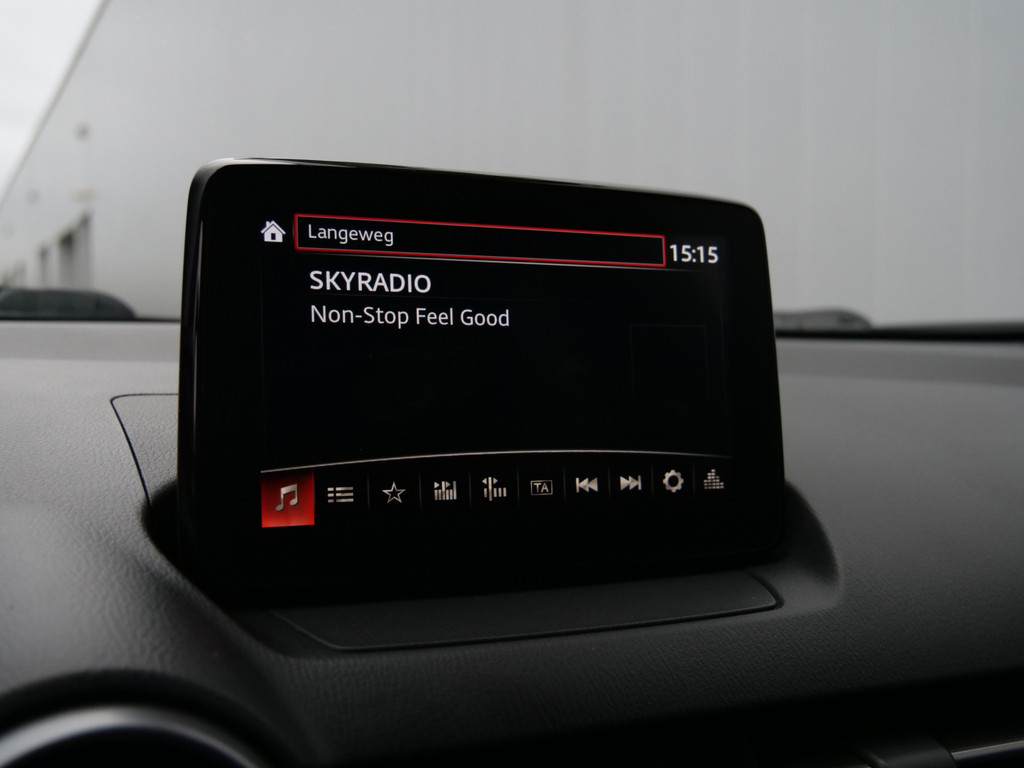 Langeweg
15:15
SKYRADIO
Non-Stop Feel Good
TA